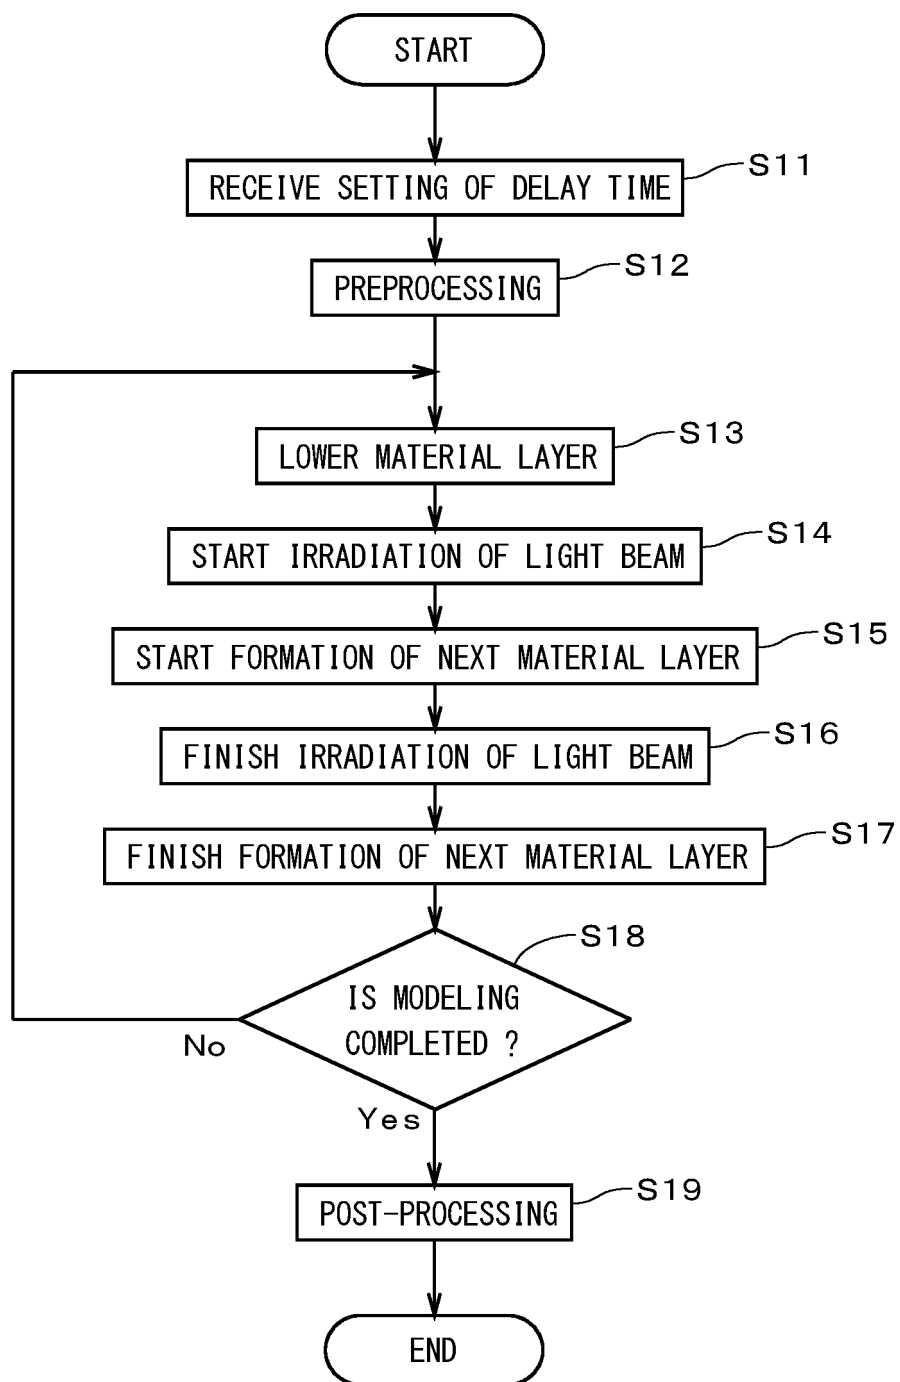 START
S11
RECEIVE SETTING OF DELAY TIME
S12
PREPROCESSING
S13
LOWER MATERIAL LAYER
S14
START IRRADIATION OF LIGHT BEAM
S15
START FORMATION OF NEXT MATERIAL LAYER
S16
FINISH IRRADIATION OF LIGHT BEAM
S17
FINISH FORMATION OF NEXT MATERIAL LAYER
S18
IS MODELING
COMPLETED ?
No
Yes
S19
POST-PROCESSING
END